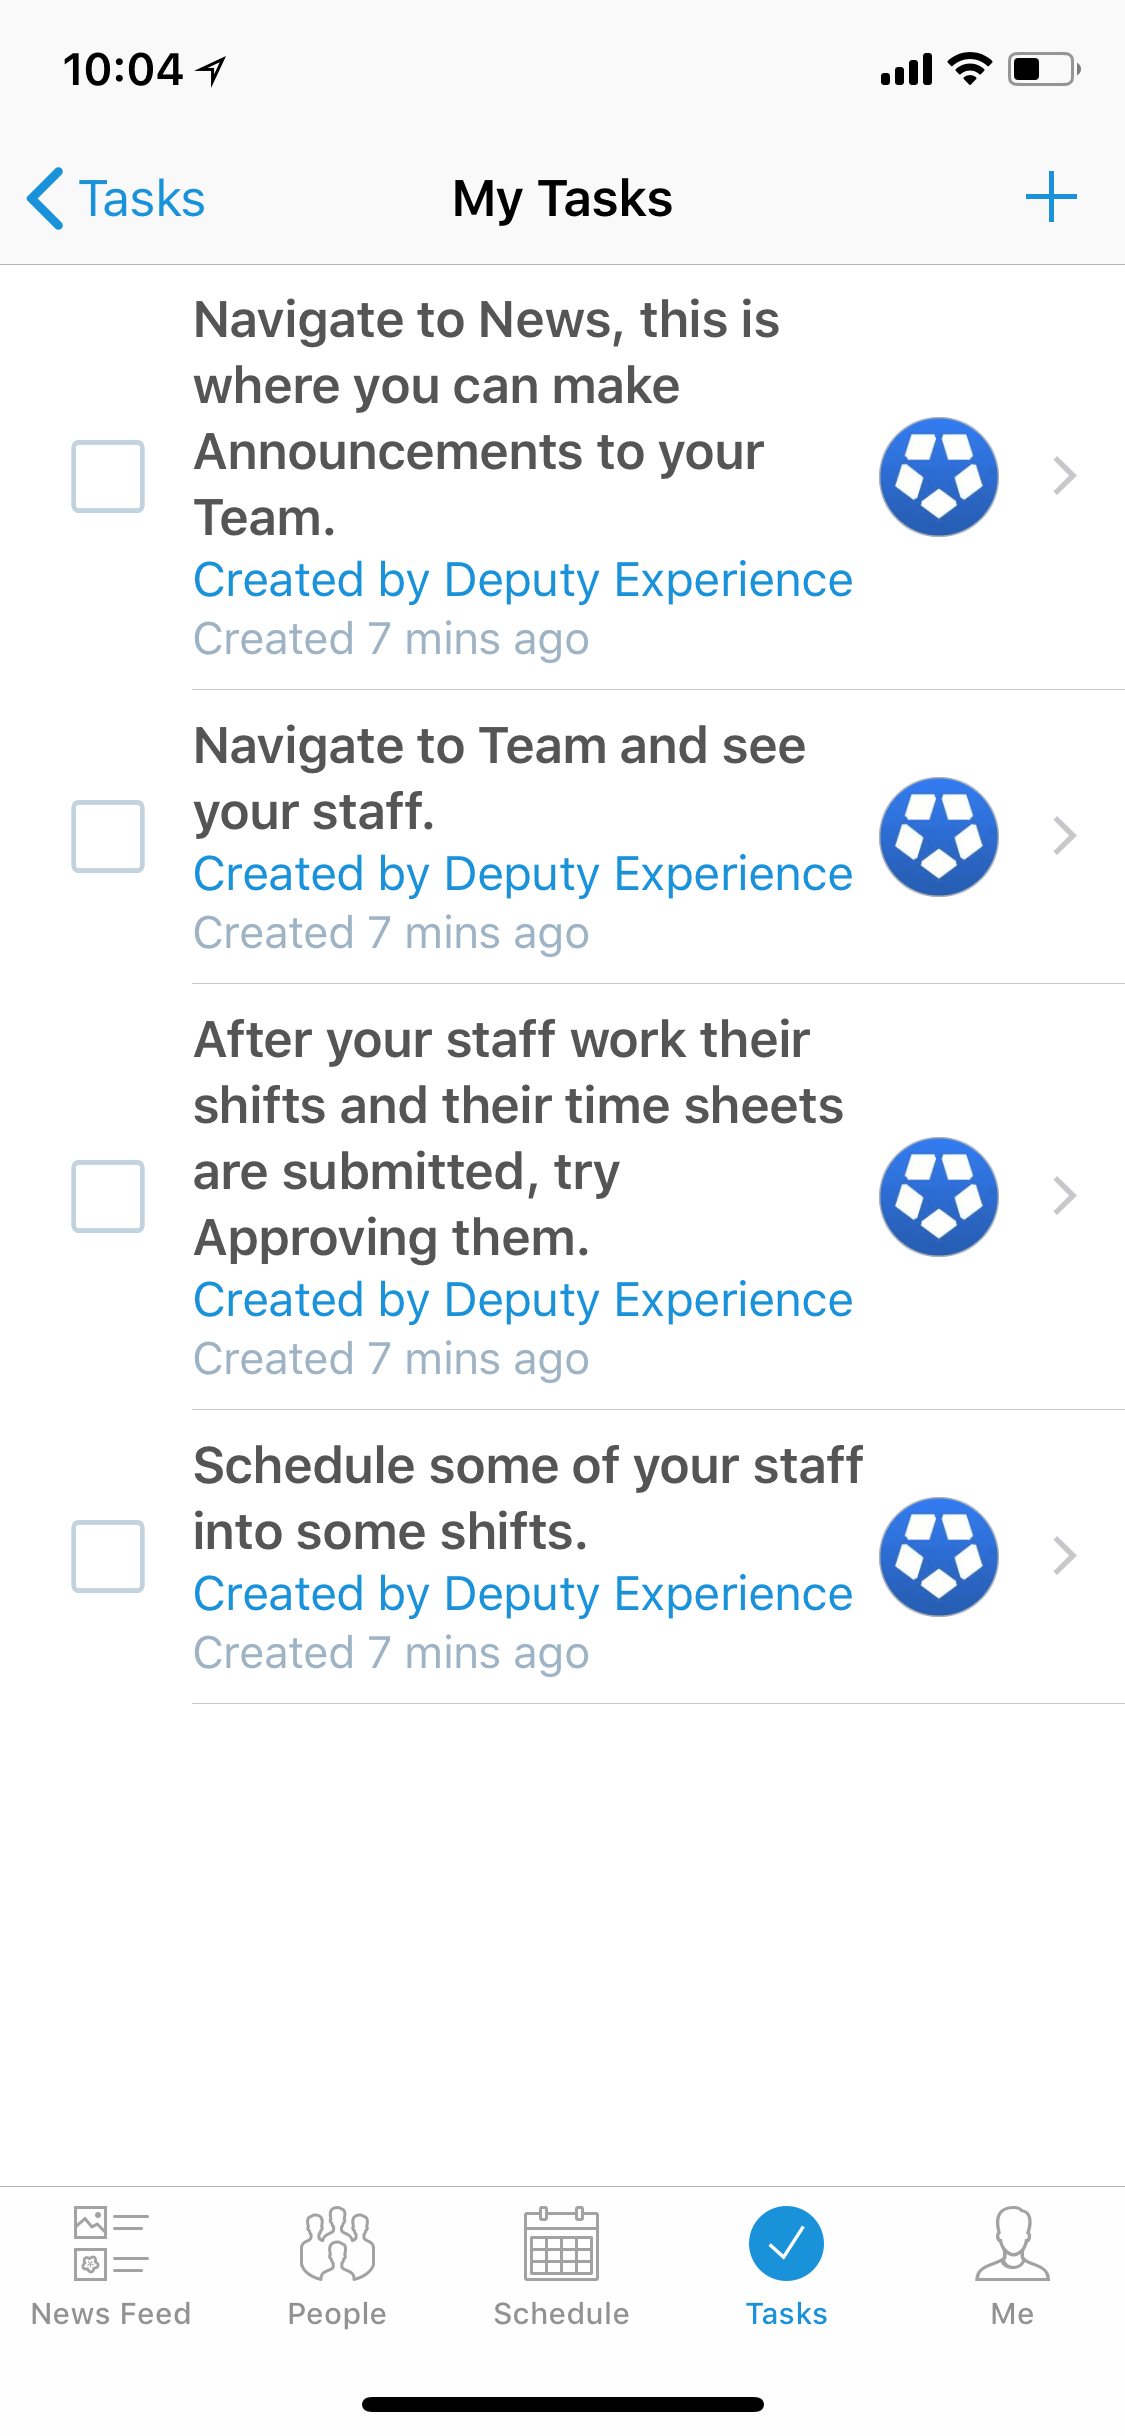 10:04
Tasks
My Tasks
Navigate to News, this is
where you can make
Announcements to your
Team.
Created by Deputy Experience
Created 7 mins ago
Navigate to Team and see
your staff.
Created by Deputy Experience
Created 7 mins ago
After your staff work their
shifts and their time sheets
are submitted, try
Approving them.
Created by Deputy Experience
Created 7 mins ago
Schedule some of your staff
into some shifts.
Created by Deputy Experience
Created 7 mins ago
News Feed
People
Schedule
Tasks
Me